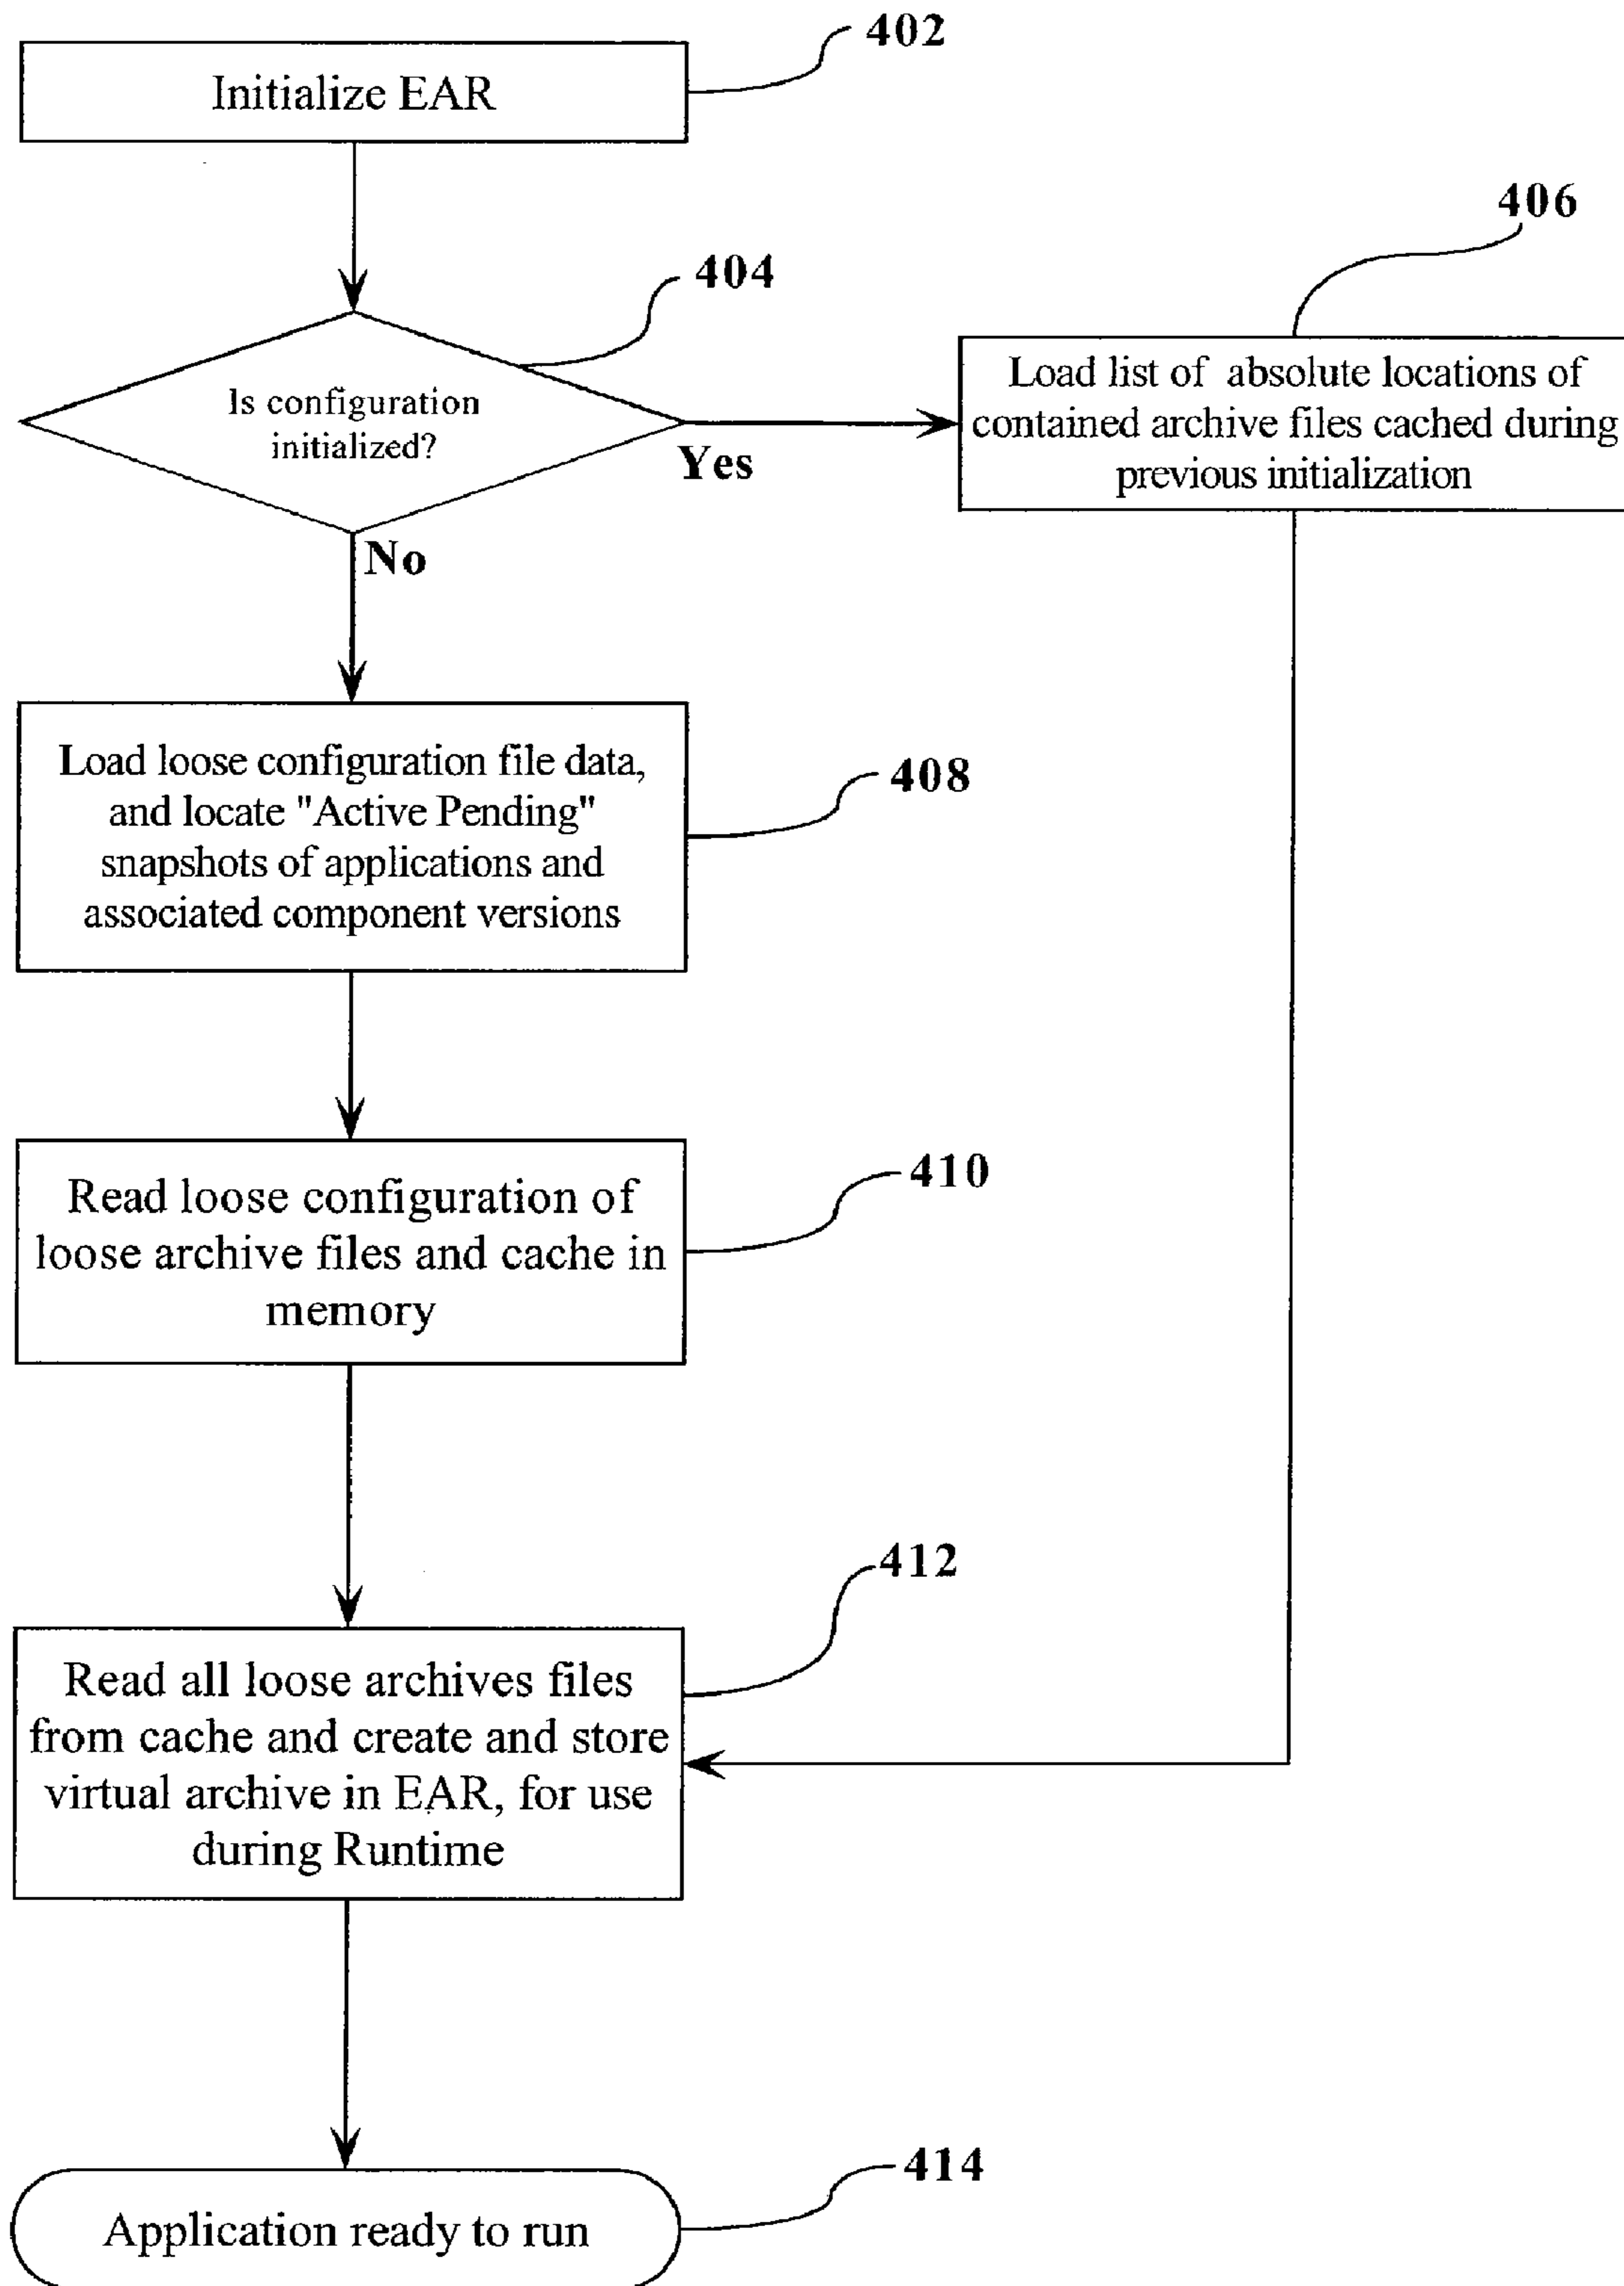 402
Initialize EAR
406
404
Is configuration
initialized?
Yes
No
Load list of absolute locations of
contained archive files cached during
previous initialization
Load loose configuration file data,
and locate "Active Pending"
snapshots of applications and
associated component versions
408
Read loose configuration of
loose archive files and cache in
memory
410
412
Read all loose archives files
from cache and create and store
virtual archive in EAR, for use
during Runtime
414
Application ready to run